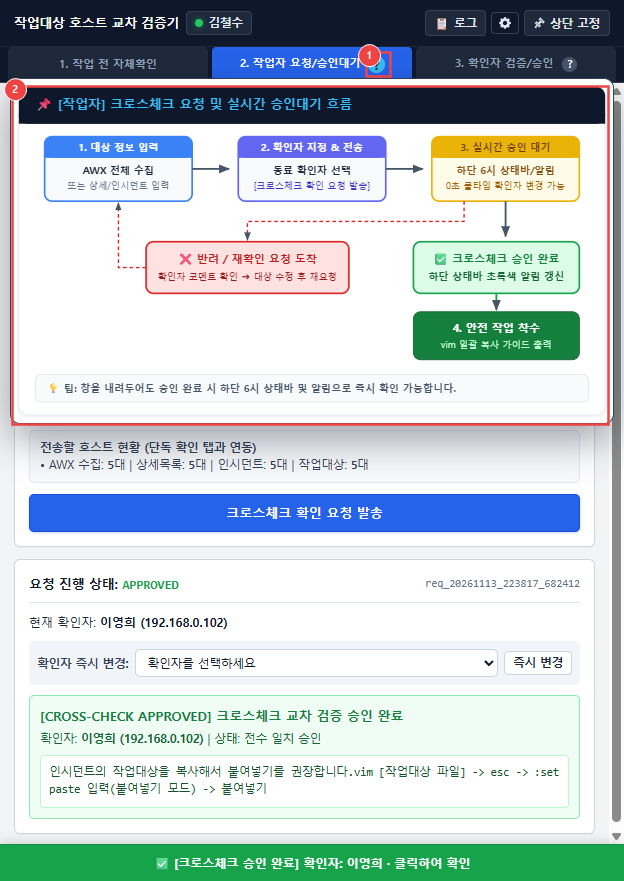 작업대상 호스트 교차 검증기
김철수
로그
상단 고정
1. 작업 전 자체확인
2. 작업자 요청/승인대기
?
1
3. 확인자 검증/승인
?
2
[작업자] 크로스체크 요청 및 실시간 승인대기 흐름
1. 대상 정보 입력
AWX 전체 수집
또는 상세/인시던트 입력
2. 확인자 지정 & 전송
동료 확인자 선택
[크로스체크 확인 요청 발송]
3. 실시간 승인 대기
하단 6시 상태바/알림
0초 쿨타임 확인자 변경 가능
❌ 반려 / 재확인 요청 도착
확인자 코멘트 확인 → 대상 수정 후 재요청
✅ 크로스체크 승인 완료
하단 상태바 초록색 알림 갱신
4. 안전 작업 착수
vim 일괄 복사 가이드 출력
💡 팁: 창을 내려두어도 승인 완료 시 하단 6시 상태바 및 알림으로 즉시 확인 가능합니다.
전송할 호스트 현황 (단독 확인 탭과 연동)
• AWX 수집: 5대 | 상세목록: 5대 | 인시던트: 5대 | 작업대상: 5대
크로스체크 확인 요청 발송
요청 진행 상태: APPROVED
req_20261113_223817_682412
현재 확인자: 이영희 (192.168.0.102)
확인자 즉시 변경:
확인자를 선택하세요
즉시 변경
[CROSS-CHECK APPROVED] 크로스체크 교차 검증 승인 완료
확인자: 이영희 (192.168.0.102) | 상태: 전수 일치 승인
인시던트의 작업대상을 복사해서 붙여넣기를 권장합니다.vim [작업대상 파일] -> esc -> :set
paste 입력(붙여넣기 모드) -> 붙여넣기
✅ [크로스체크 승인 완료] 확인자: 이영희 · 클릭하여 확인